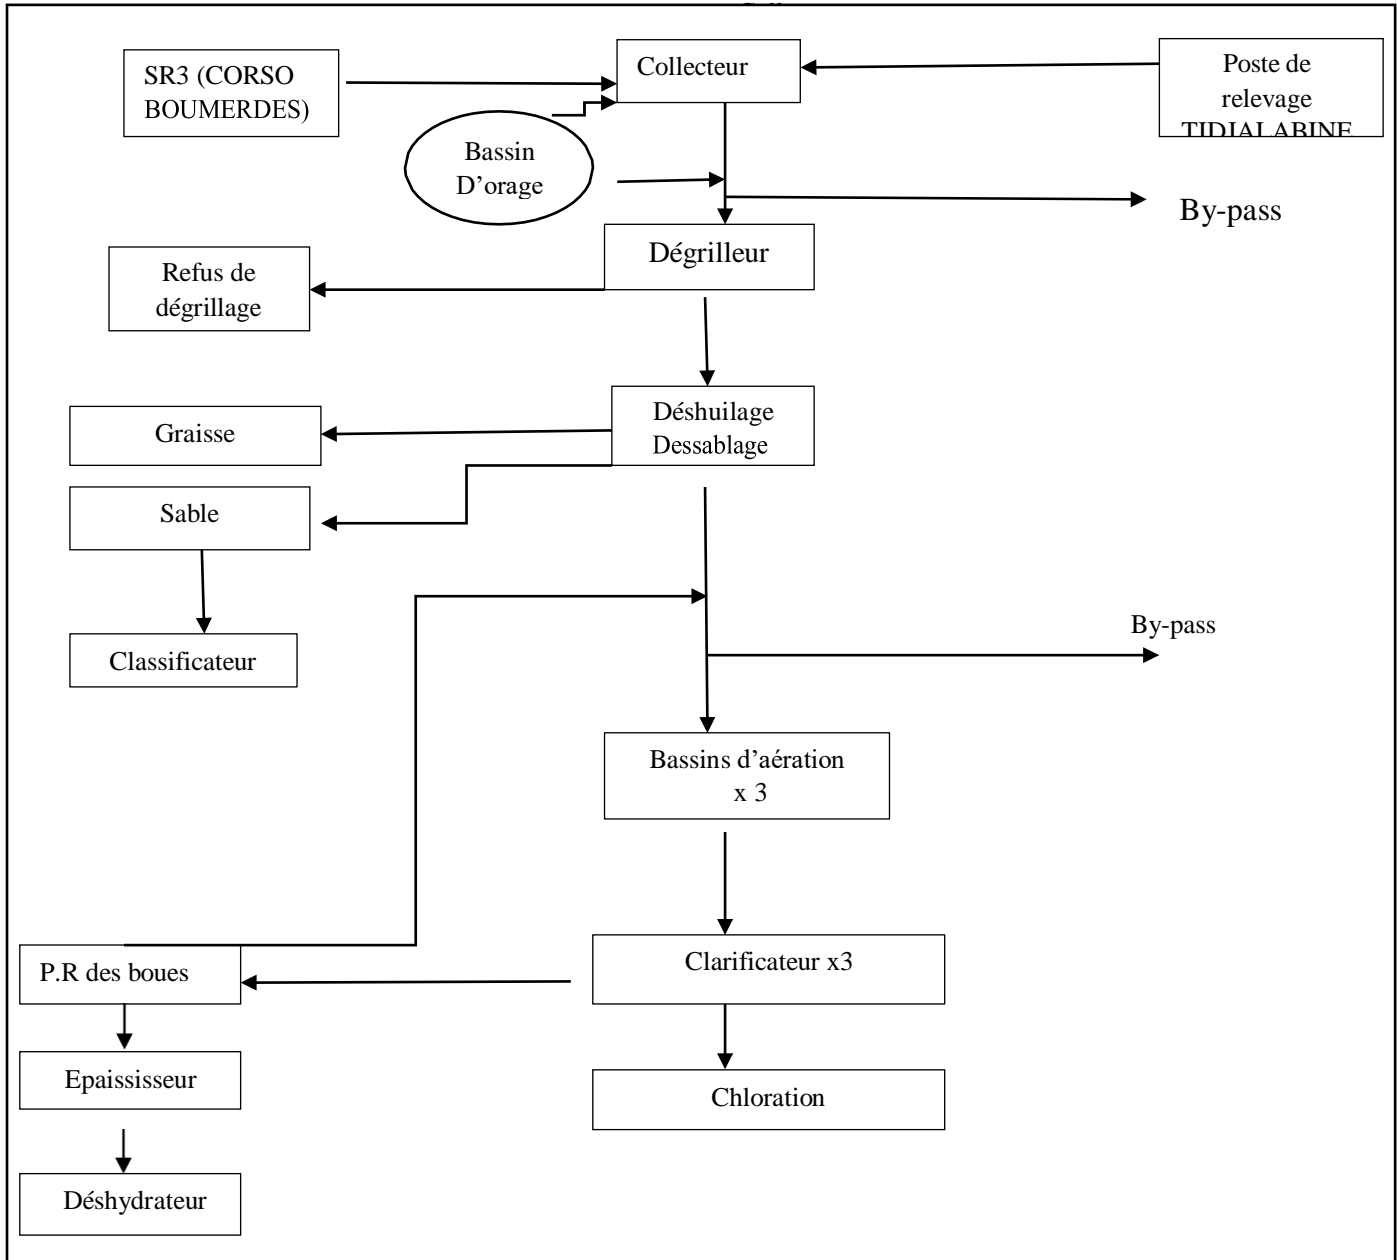 SR3 (CORSO
BOUMERDES)
Collecteur
Poste de
relevage
TIDJALABINE
Bassin
D’orage
By-pass
Dégrilleur
Refus de
dégrillage
Déshuilage
Dessablage
Graisse
Sable
Classificateur
By-pass
Bassins d’aération
x 3
Clarificateur x3
P.R des boues
Epaississeur
Chloration
Déshydrateur